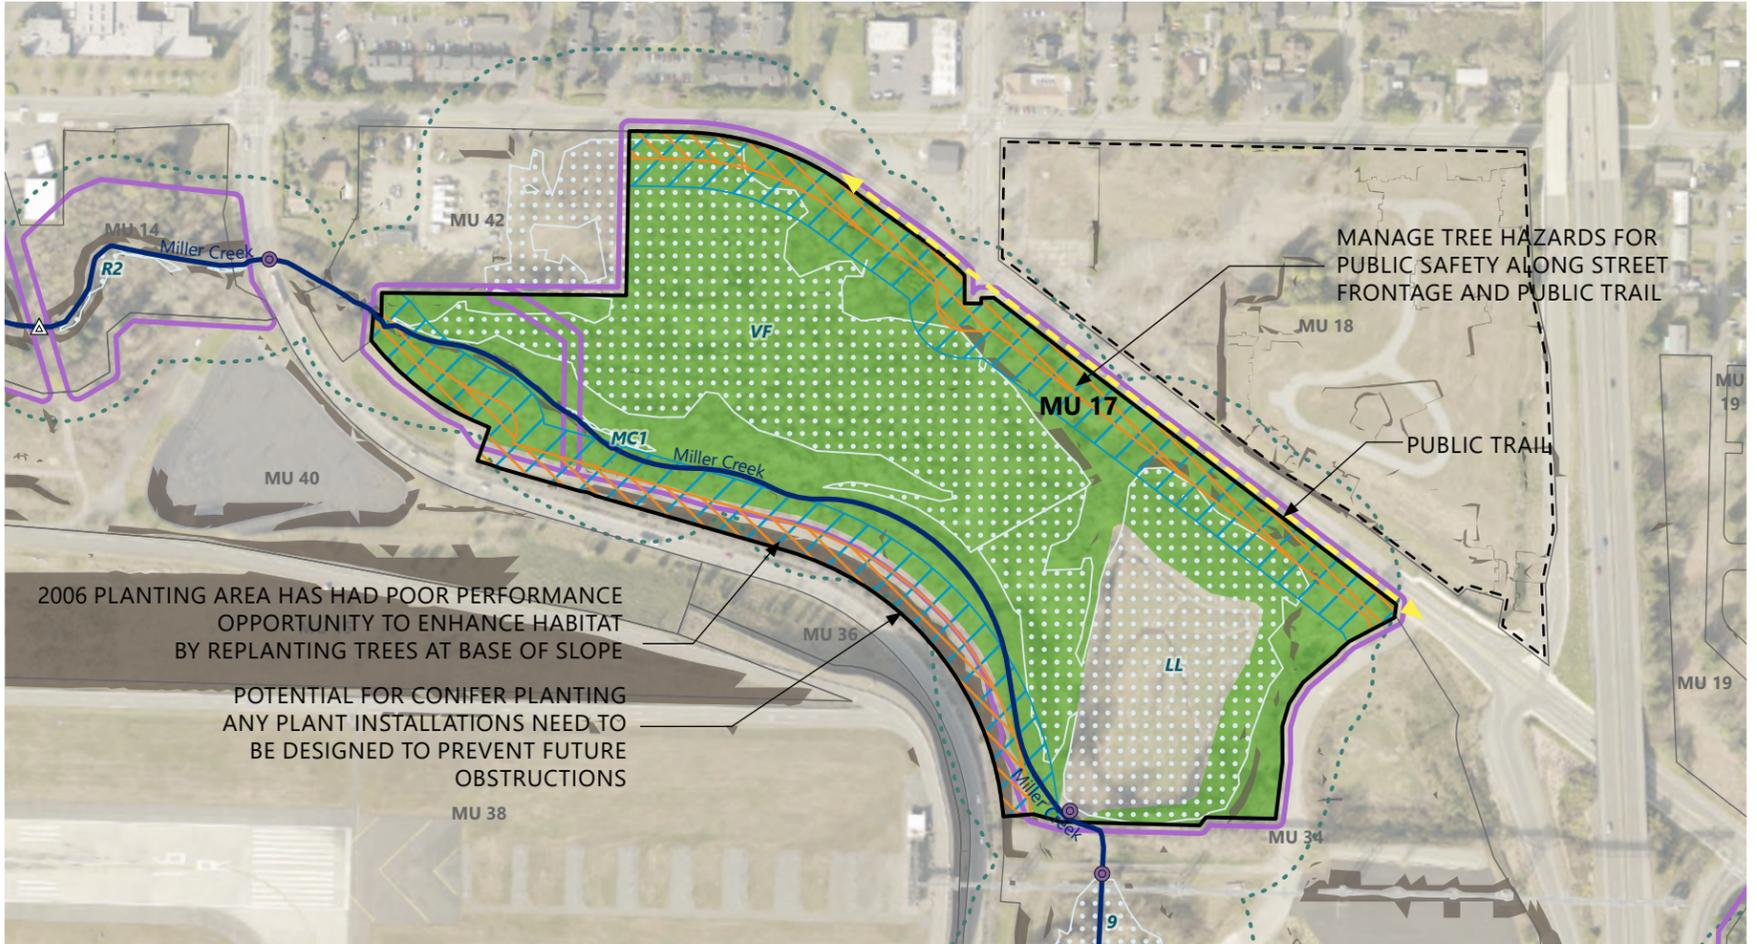 MU 42
MU 14
Miller Creek
R2
MANAGE TREE HAZARDS FOR
PUBLIC SAFETY ALONG STREET
FRONTAGE AND PUBLIC TRAIL
MU 18
VF
MU 17
MU
19
MC1
Miller Creek
PUBLIC TRAIL
MU 40
2006 PLANTING AREA HAS HAD POOR PERFORMANCE
OPPORTUNITY TO ENHANCE HABITAT
BY REPLANTING TREES AT BASE OF SLOPE
MU 36
LL
MU 19
POTENTIAL FOR CONIFER PLANTING
ANY PLANT INSTALLATIONS NEED TO
BE DESIGNED TO PREVENT FUTURE
OBSTRUCTIONS
Miller Creek
MU 38
MU 34
9